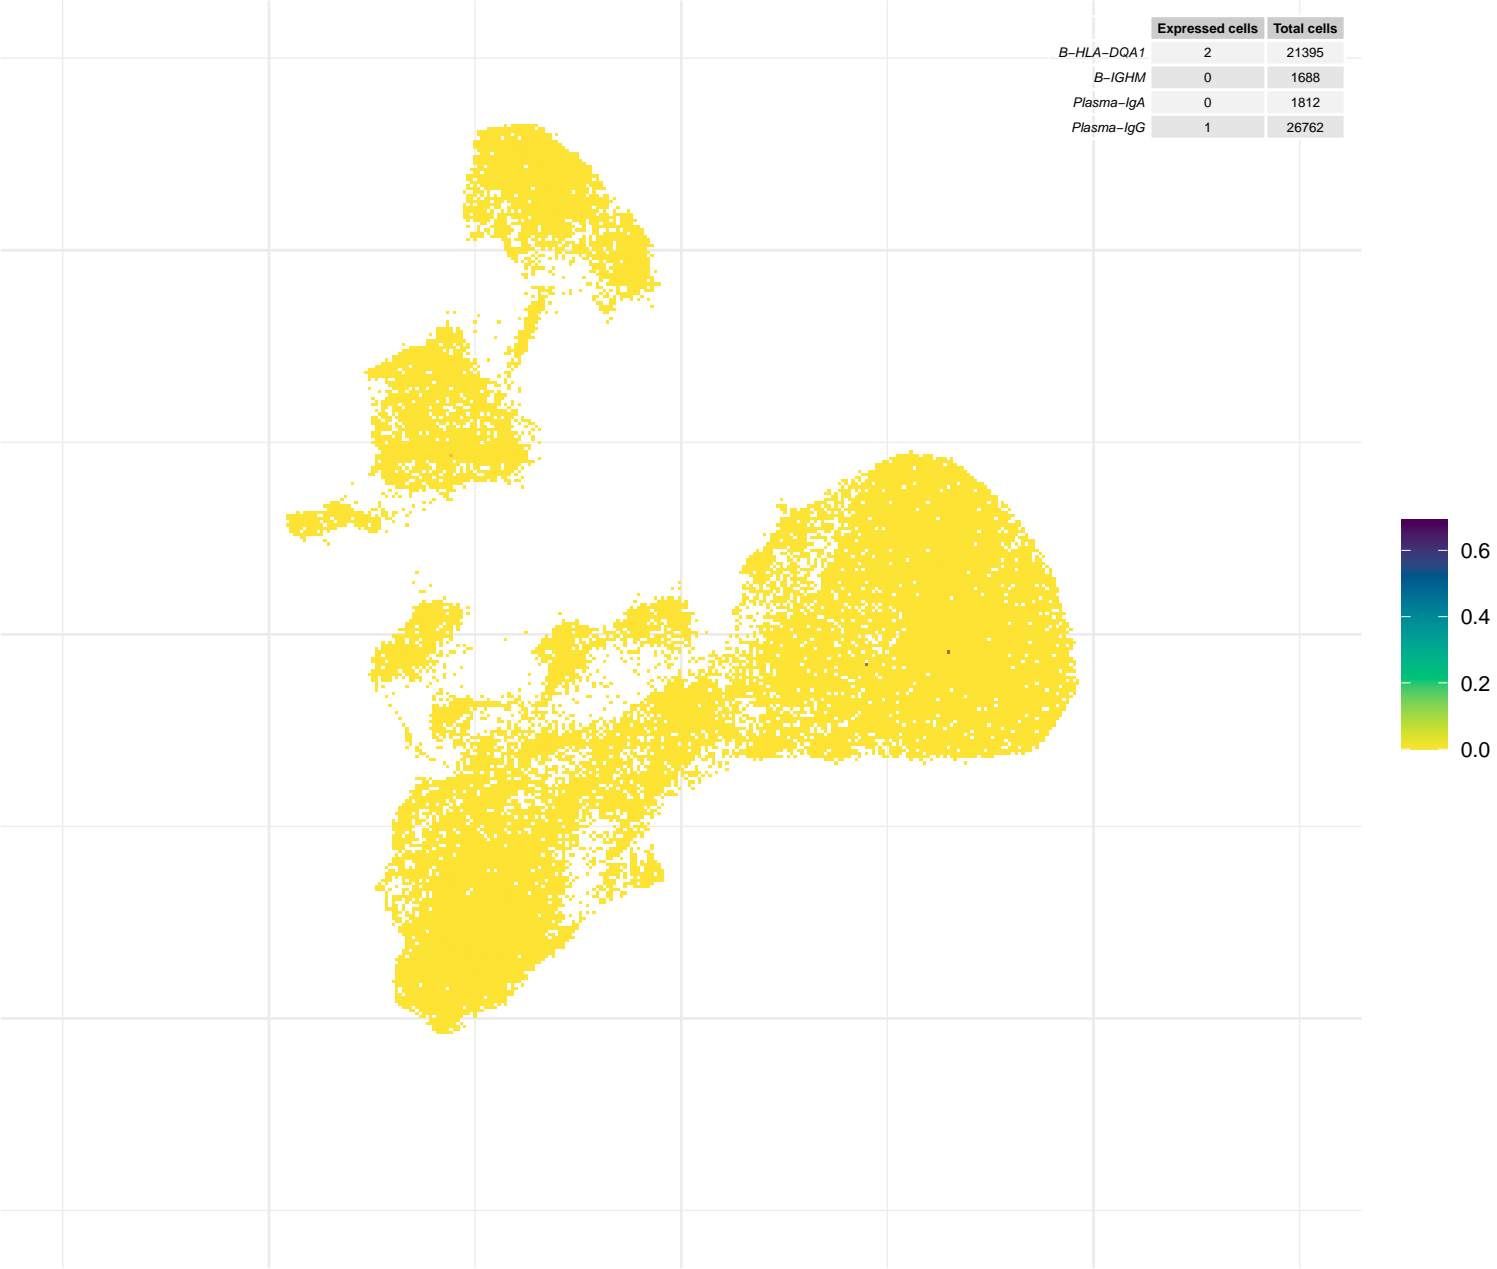 Expressed cells Total cells
B−HLA−DQA1 2 21395
B−IGHM 0 1688
Plasma−IgA 0 1812
Plasma−IgG 1 26762
0.6
0.4
0.2
0.0